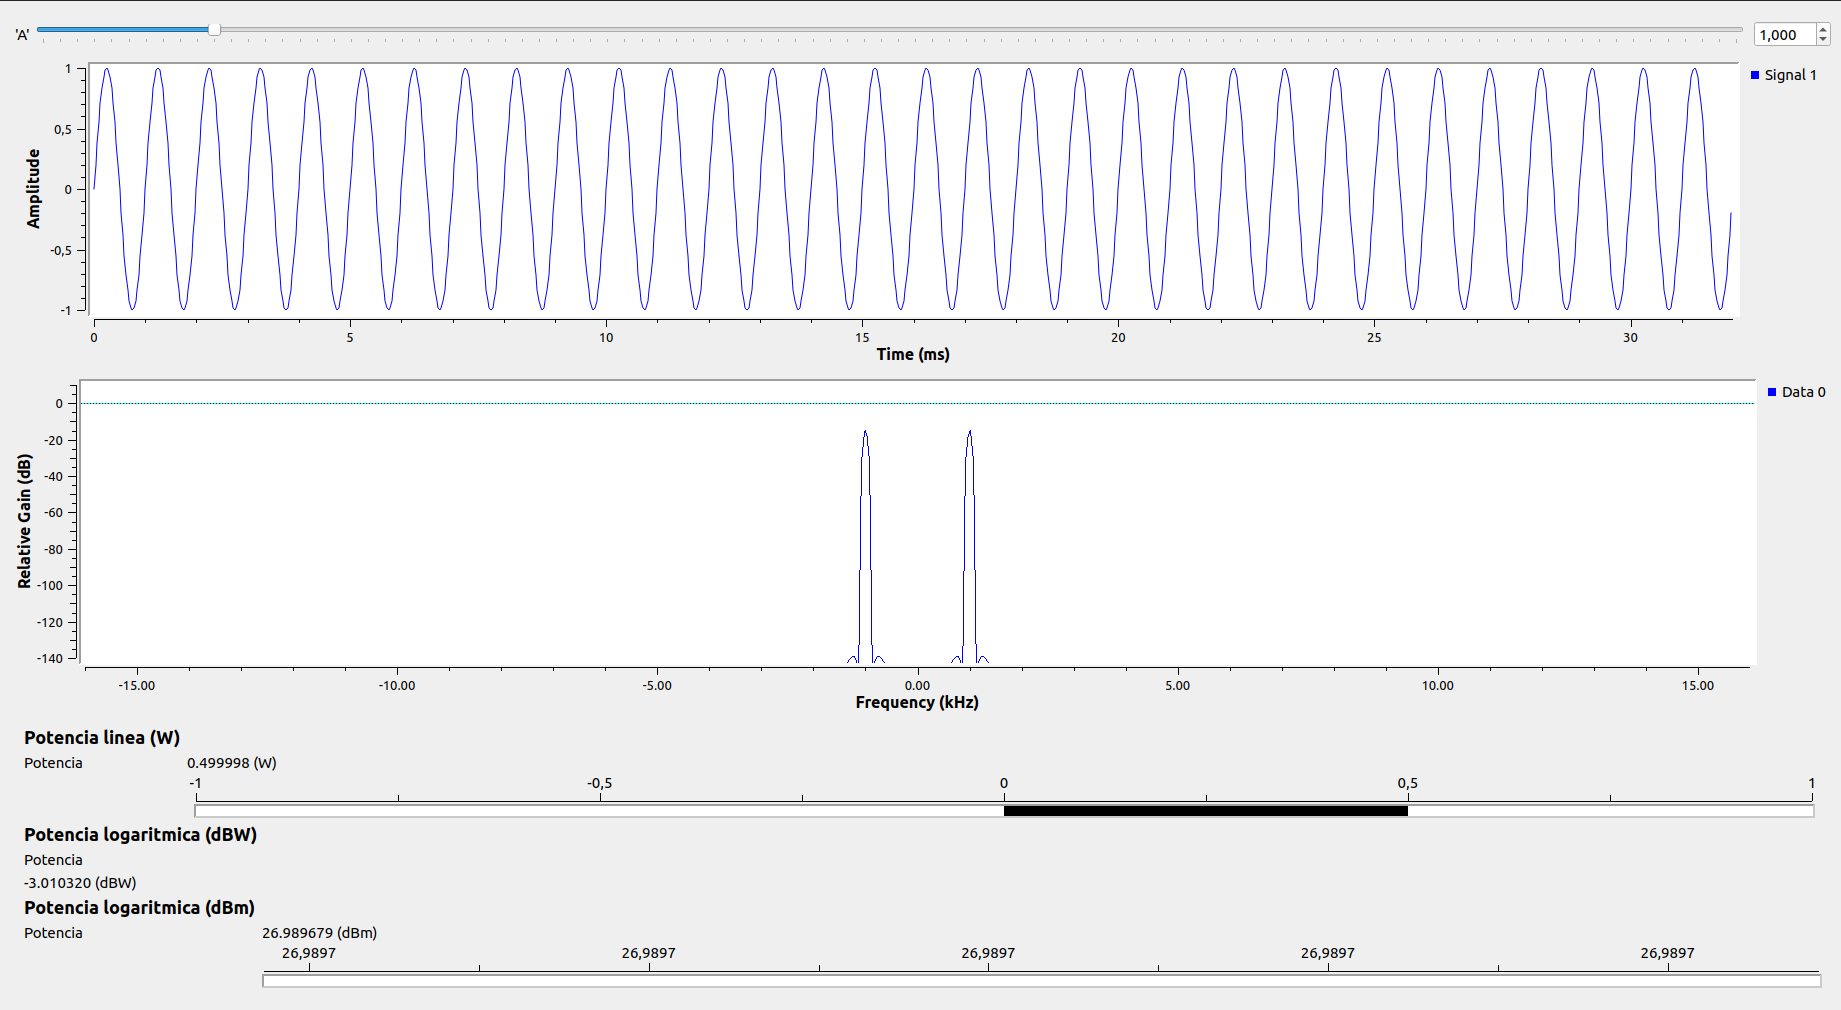 'A' 1,000
Signal 1
Amplitude
1
0,5
0
-0,5
-1
0 5 10 15 20 25 30
Time (ms)
Data 0
Relative Gain (dB)
0
-20
-40
-60
-80
-100
-120
-140
-15.00 -10.00 -5.00 0.00 5.00 10.00 15.00
Frequency (kHz)
Potencia linea (W)
Potencia 0.499998 (W)
-1 -0,5 0 0,5 1
Potencia logaritmica (dBW)
Potencia
-3.010320 (dBW)
Potencia logaritmica (dBm)
Potencia 26.989679 (dBm)
26,9897 26,9897 26,9897 26,9897 26,9897